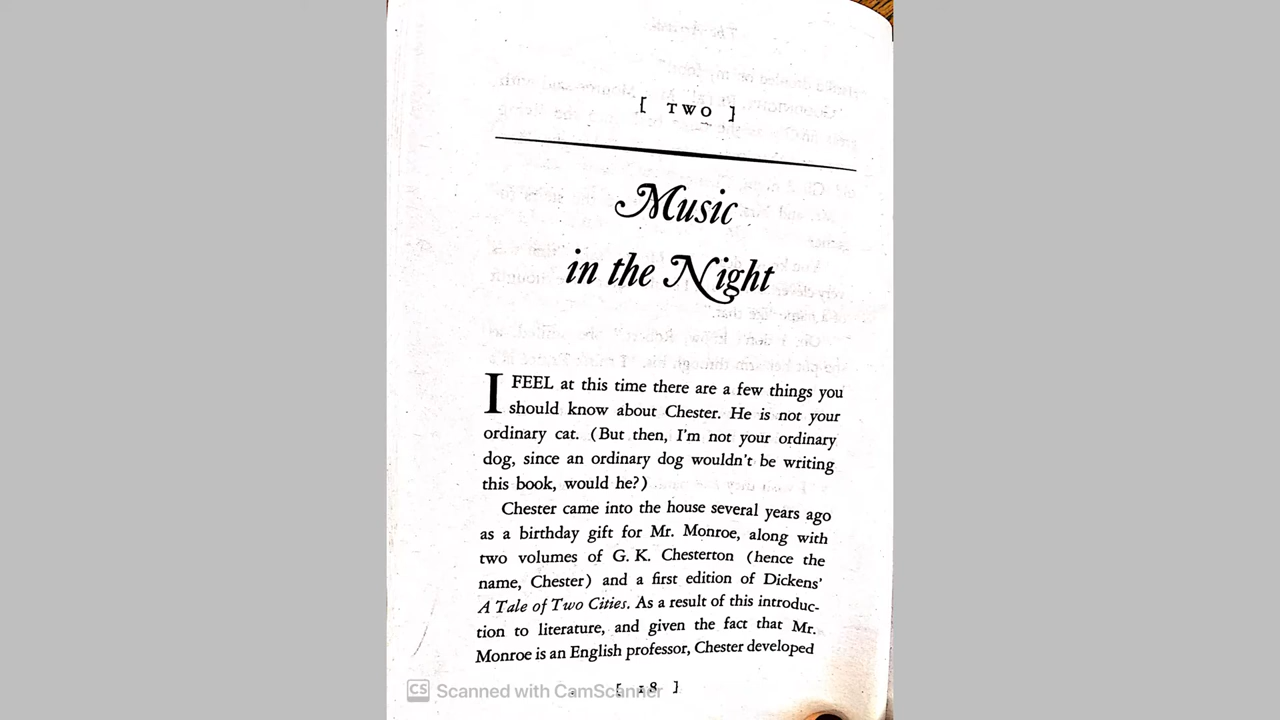 [ TWO ]
Music
in the Night
I FEEL at this time there are a few things you
should know about Chester. He is not your
ordinary cat. (But then, I'm not your ordinary
dog, since an ordinary dog wouldn't be writing
this book, would he?)
Chester came into the house several years ago
as a birthday gift for Mr. Monroe, along with
two volumes of G. K. Chesterton (hence the
name, Chester) and a first edition of Dickens'
A Tale of Two Cities. As a result of this introduc-
tion to literature, and given the fact that Mr.
Monroe is an English professor, Chester developed
[ 18 ]
CS Scanned with CamScanner